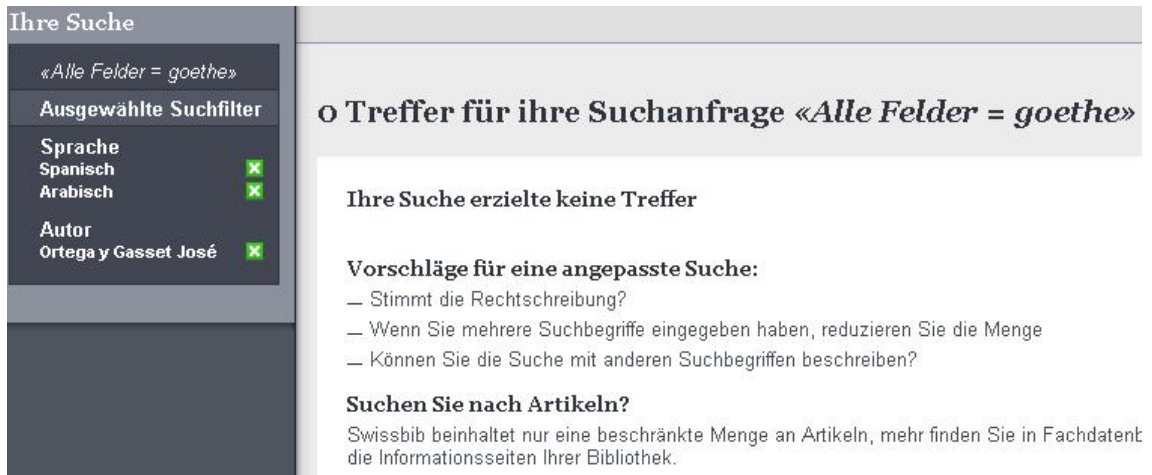 Ihre Suche
«Alle Felder = goethe»
Ausgewählte Suchfilter
Sprache
Spanisch
Arabisch
Autor
Ortega y Gasset José
0 Treffer für ihre Suchanfrage «Alle Felder = goethe»
Ihre Suche erzielte keine Treffer
Vorschläge für eine angepasste Suche:
— Stimmt die Rechtschreibung?
— Wenn Sie mehrere Suchbegriffe eingegeben haben, reduzieren Sie die Menge
— Können Sie die Suche mit anderen Suchbegriffen beschreiben?
Suchen Sie nach Artikeln?
Swissbib beinhaltet nur eine beschränkte Menge an Artikeln, mehr finden Sie in Fachdatenb
die Informationsseiten Ihrer Bibliothek.